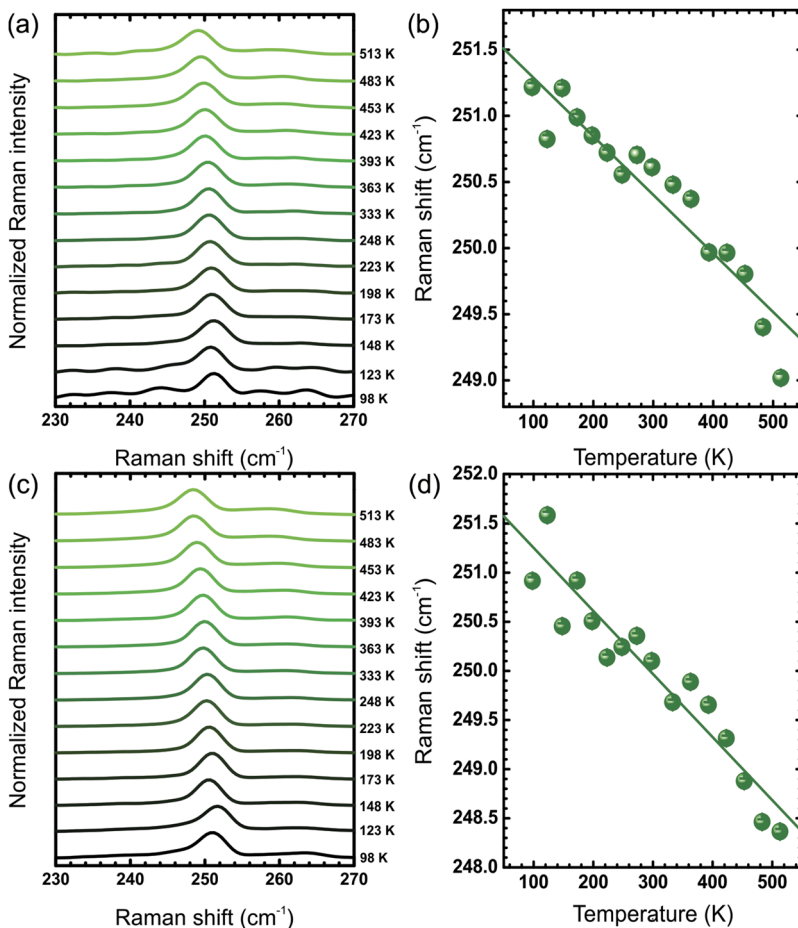 (a)
Normalized Raman intensity
513 K
483 K
453 K
423 K
393 K
363 K
333 K
248 K
223 K
198 K
173 K
148 K
123 K
98 K
230 240 250 260 270
Raman shift (cm⁻¹)
(b)
Raman shift (cm⁻¹)
251.5
251.0
250.5
250.0
249.5
249.0
100 200 300 400 500
Temperature (K)
(c)
Normalized Raman intensity
513 K
483 K
453 K
423 K
393 K
363 K
333 K
248 K
223 K
198 K
173 K
148 K
123 K
98 K
230 240 250 260 270
Raman shift (cm⁻¹)
(d)
Raman shift (cm⁻¹)
252.0
251.5
251.0
250.5
250.0
249.5
249.0
248.5
248.0
100 200 300 400 500
Temperature (K)